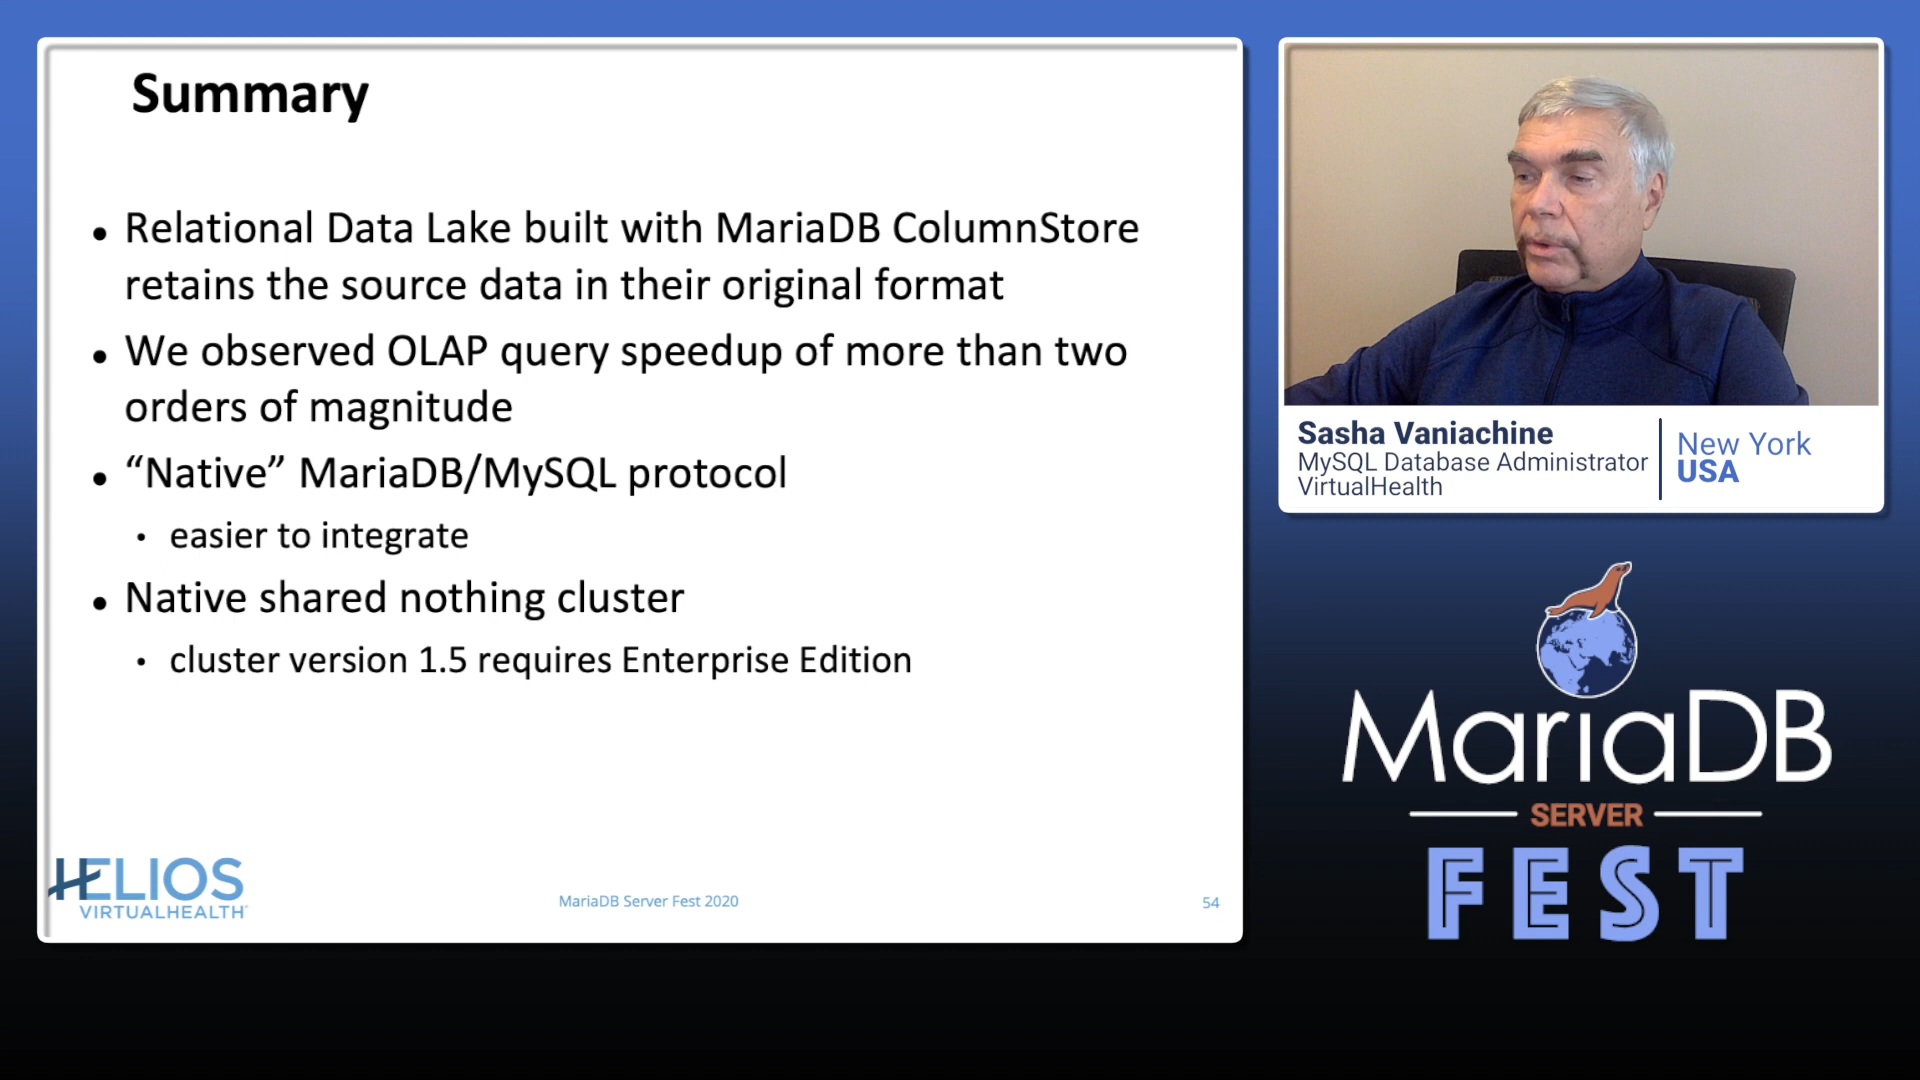 Summary
• Relational Data Lake built with MariaDB ColumnStore
retains the source data in their original format
• We observed OLAP query speedup of more than two
orders of magnitude
• “Native” MariaDB/MySQL protocol
• easier to integrate
• Native shared nothing cluster
• cluster version 1.5 requires Enterprise Edition
HELIOS
VIRTUALHEALTH
MariaDB Server Fest 2020
54
Sasha Vaniachine
MySQL Database Administrator
VirtualHealth
New York
USA
MariaDB
SERVER
FEST